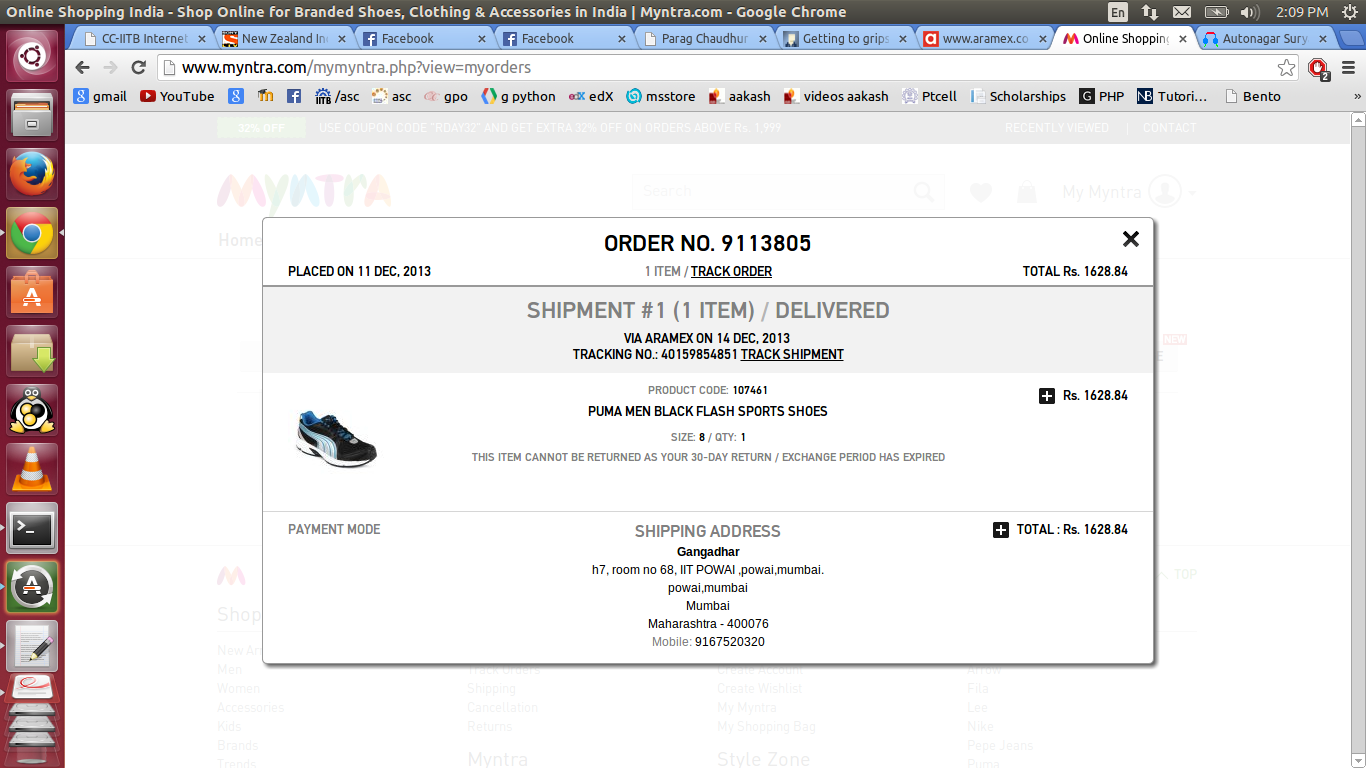 Online Shopping India - Shop Online for Branded Shoes, Clothing & Accessories in India | Myntra.com - Google Chrome
En
2:09 PM
CC-IITB Internet
New Zealand In
Facebook
Facebook
Parag Chaudhur
Getting to grips
www.aramex.co
Online Shopping
Autonagar Sury
www.myntra.com/mymyntra.php?view=myorders
2
gmail
YouTube
/asc
asc
gpo
g python
edX
msstore
aakash
videos aakash
Ptcell
Scholarships
PHP
Tutori...
Bento
»
32% OFF
USE COUPON CODE "RDAY32" AND GET EXTRA 32% OFF ON ORDERS ABOVE Rs. 1,999
RECENTLY VIEWED | CONTACT
myntra
Search
My Myntra
Home
ORDER NO. 9113805
PLACED ON 11 DEC, 2013
1 ITEM / TRACK ORDER
TOTAL Rs. 1628.84
SHIPMENT #1 (1 ITEM) / DELIVERED
VIA ARAMEX ON 14 DEC, 2013
TRACKING NO.: 40159854851 TRACK SHIPMENT
NEW
PRODUCT CODE: 107461
Rs. 1628.84
PUMA MEN BLACK FLASH SPORTS SHOES
SIZE: 8 / QTY: 1
THIS ITEM CANNOT BE RETURNED AS YOUR 30-DAY RETURN / EXCHANGE PERIOD HAS EXPIRED
PAYMENT MODE
SHIPPING ADDRESS
TOTAL : Rs. 1628.84
Gangadhar
h7, room no 68, IIT POWAI ,powai,mumbai.
powai,mumbai
Mumbai
Maharashtra - 400076
Mobile: 9167520320
TOP
Shop
New Ar
Men
Women
Accessories
Kids
Brands
Trends
Track Orders
Shipping
Cancellation
Returns
Myntra
Create Account
Create Wishlist
My Myntra
My Shopping Bag
Style Zone
Arrow
Fila
Lee
Nike
Pepe Jeans
Puma